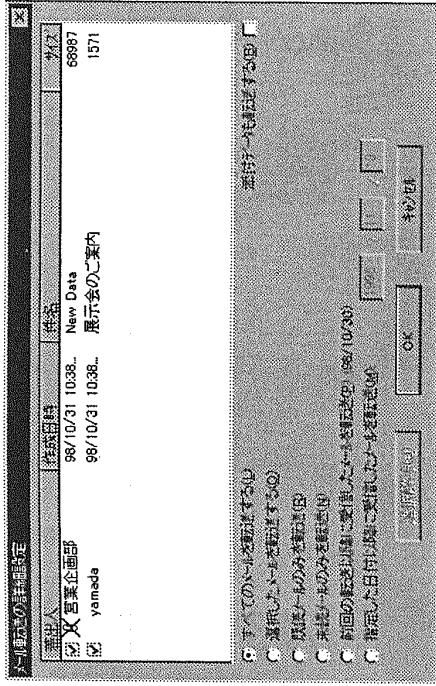 メール転送の詳細設定
差出人 作成日時 件名 サイズ
営業企画部 98/10/31 10:38... New Data 68987
yamada 98/10/31 10:38... 展示会のご案内 1571
すべてのメールを転送する(L) 添付データも転送する(B)
選択したメールを転送する(O)
既読メールのみを転送(R)
未読メールのみを転送(N)
前回の転送以降に受信したメールを転送(P) (98/10/30)
指定した日付以降に受信したメールを転送(M) / /
OK キャンセル